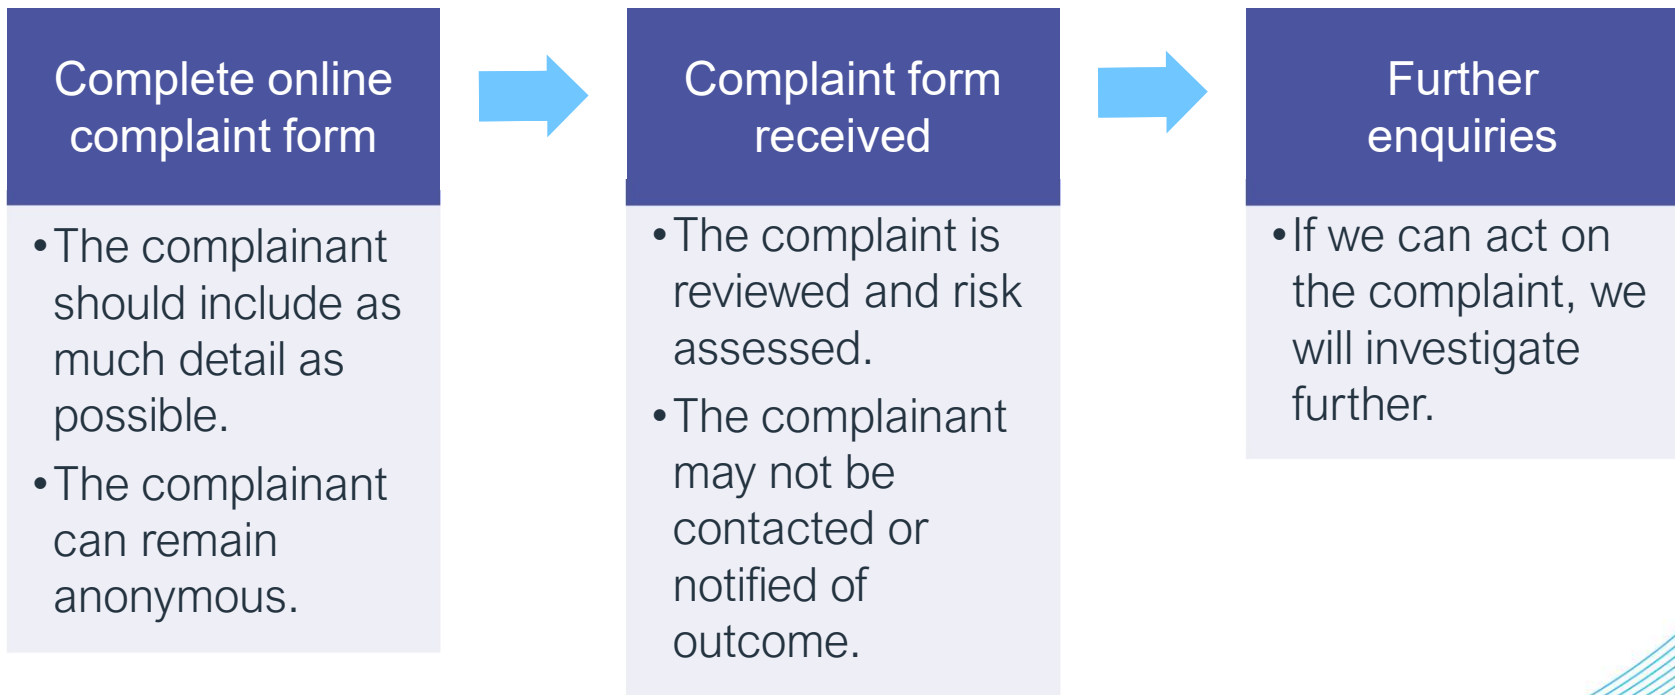 Complete online
complaint form
•The complainant
should include as
much detail as
possible.
•The complainant
can remain
anonymous.
Complaint form
received
•The complaint is
reviewed and risk
assessed.
•The complainant
may not be
contacted or
notified of
outcome.
Further
enquiries
•If we can act on
the complaint, we
will investigate
further.